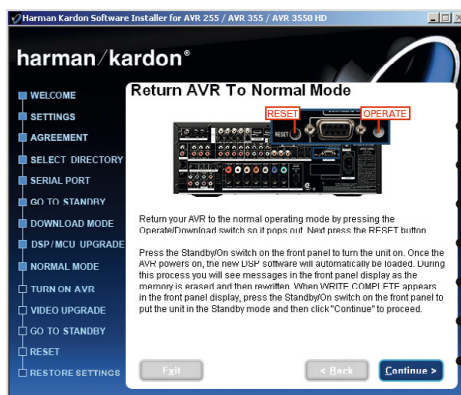 Harman Kardon Software Installer for AVR 255 / AVR 355 / AVR 3550 HD
harman/kardon®
WELCOME
SETTINGS
AGREEMENT
SELECT DIRECTORY
SERIAL PORT
GO TO STANDBY
DOWNLOAD MODE
DSP/MCU UPGRADE
NORMAL MODE
TURN ON AVR
VIDEO UPGRADE
GO TO STANDBY
RESET
RESTORE SETTINGS
Return AVR To Normal Mode
RESET
OPERATE
RESET
Return your AVR to the normal operating mode by pressing the
Operate/Download switch so it pops out. Next press the RESET button.
Press the Standby/On switch on the front panel to turn the unit on. Once the
AVR powers on, the new DSP software will automatically be loaded. During
this process you will see messages in the front panel display as the
memory is erased and then rewritten. When WRITE COMPLETE appears
in the front panel display, press the Standby/On switch on the front panel to
put the unit in the Standby mode and then click "Continue" to proceed.
Exit
< Back
Continue >